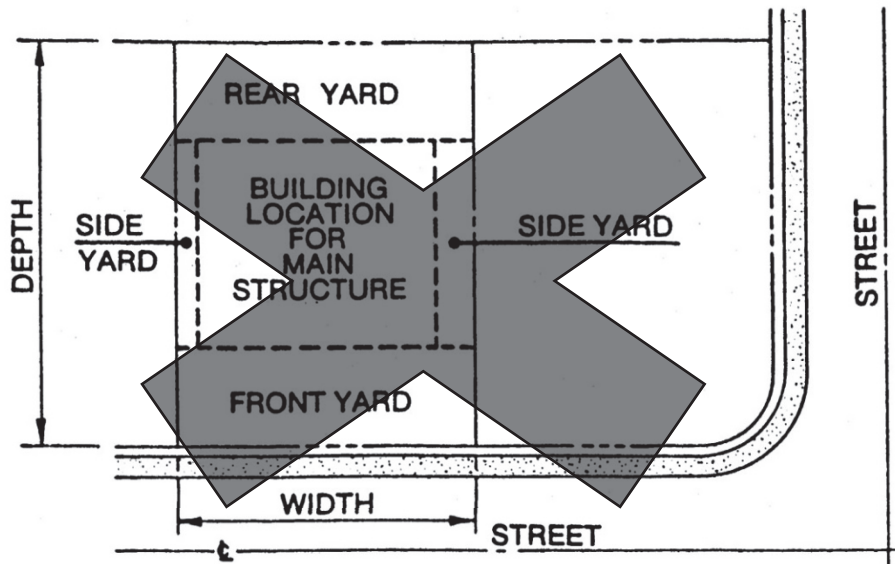 REAR YARD
BUILDING
LOCATION
FOR
MAIN
STRUCTURE
SIDE
YARD
SIDE YARD
DEPTH
STREET
FRONT YARD
WIDTH
STREET
℄